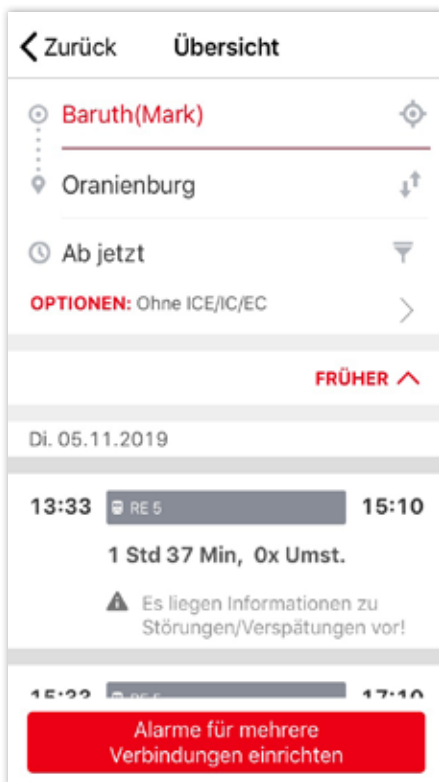 Zurück Übersicht
Baruth(Mark)
Oranienburg
Ab jetzt
OPTIONEN: Ohne ICE/IC/EC
FRÜHER
Di. 05.11.2019
13:33 RE 5 15:10
1 Std 37 Min, 0x Umst.
Es liegen Informationen zu
Störungen/Verspätungen vor!
17:10
Alarme für mehrere
Verbindungen einrichten